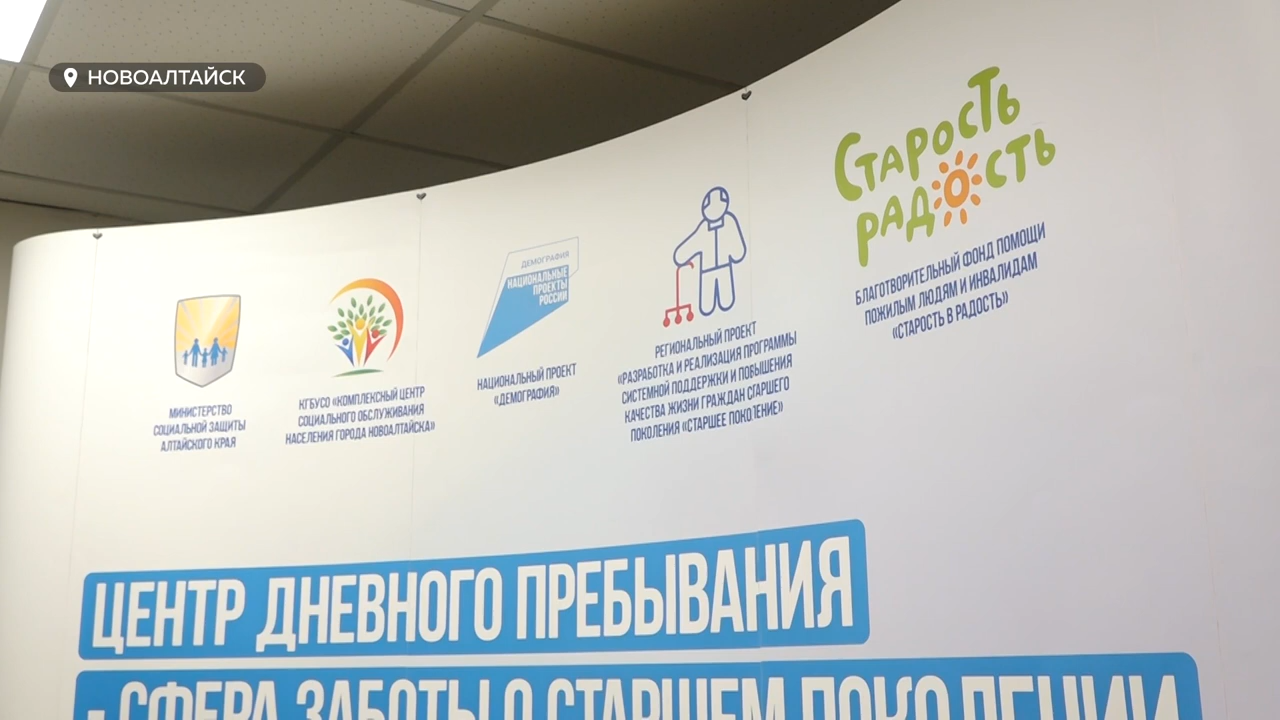 НОВОАЛТАЙСК
СТАРОСТЬ
РАДОСТЬ
БЛАГОТВОРИТЕЛЬНЫЙ ФОНД ПОМОЩИ
ПОЖИЛЫМ ЛЮДЯМ И ИНВАЛИДАМ
«СТАРОСТЬ В РАДОСТЬ»
ДЕМОГРАФИЯ
НАЦИОНАЛЬНЫЕ
ПРОЕКТЫ
РОССИИ
МИНИСТЕРСТВО
СОЦИАЛЬНОЙ ЗАЩИТЫ
АЛТАЙСКОГО КРАЯ
КГБУСО «КОМПЛЕКСНЫЙ ЦЕНТР
СОЦИАЛЬНОГО ОБСЛУЖИВАНИЯ
НАСЕЛЕНИЯ ГОРОДА НОВОАЛТАЙСКА»
НАЦИОНАЛЬНЫЙ ПРОЕКТ
«ДЕМОГРАФИЯ»
РЕГИОНАЛЬНЫЙ ПРОЕКТ
«РАЗРАБОТКА И РЕАЛИЗАЦИЯ ПРОГРАММЫ
СИСТЕМНОЙ ПОДДЕРЖКИ И ПОВЫШЕНИЯ
КАЧЕСТВА ЖИЗНИ ГРАЖДАН СТАРШЕГО
ПОКОЛЕНИЯ «СТАРШЕЕ ПОКОЛЕНИЕ»
ЦЕНТР ДНЕВНОГО ПРЕБЫВАНИЯ
- СФЕРА ЗАБОТЫ О СТАРШЕМ ПОКОЛЕНИИ